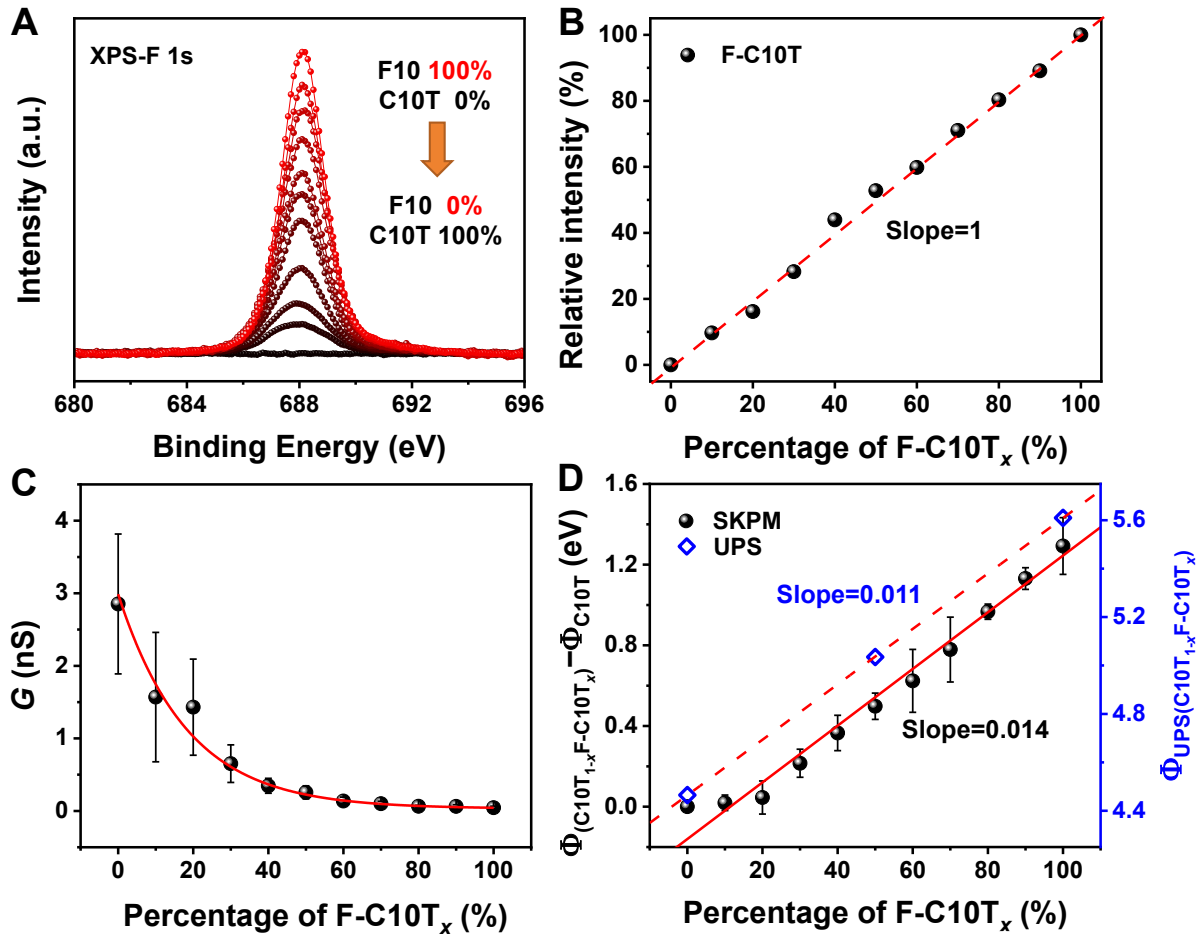 A
XPS-F 1s
F10 100%
C10T 0%
F10 0%
C10T 100%
Intensity (a.u.)
680 684 688 692 696
Binding Energy (eV)
B
F-C10T
Slope=1
Relative intensity (%)
100
80
60
40
20
0
0 20 40 60 80 100
Percentage of F-C10Tₓ (%)
C
G (nS)
4
3
2
1
0
0 20 40 60 80 100
Percentage of F-C10Tₓ (%)
D
SKPM
UPS
Slope=0.011
Slope=0.014
Φ(C10T₁₋ₓF-C10Tₓ)−ΦC10T (eV)
1.6
1.2
0.8
0.4
0.0
5.6
5.2
4.8
4.4
ΦUPS(C10T₁₋ₓF-C10Tₓ)
0 20 40 60 80 100
Percentage of F-C10Tₓ (%)